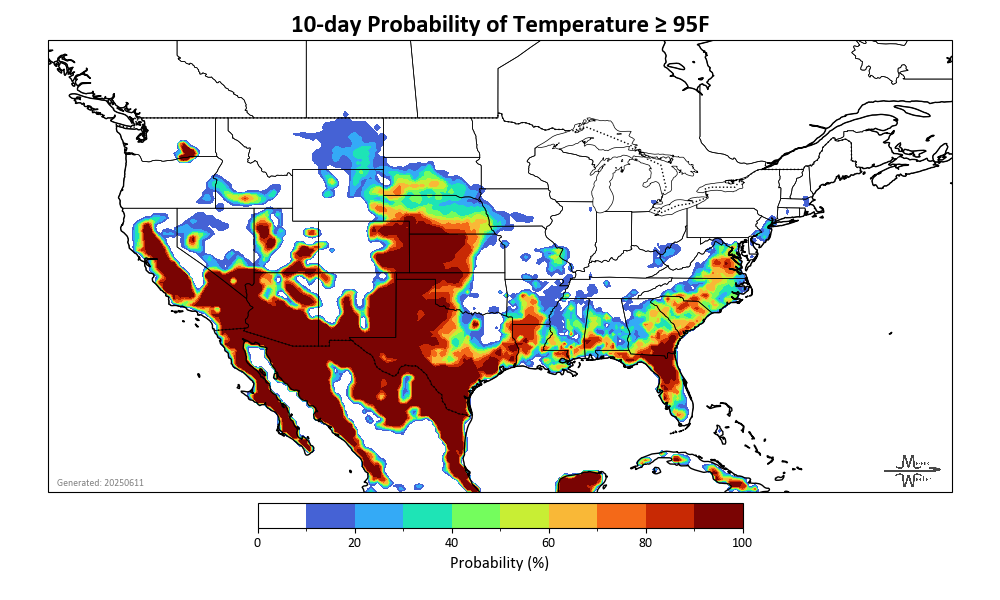 10-day Probability of Temperature ≥ 95F
Generated: 20250611
0 20 40 60 80 100
Probability (%)